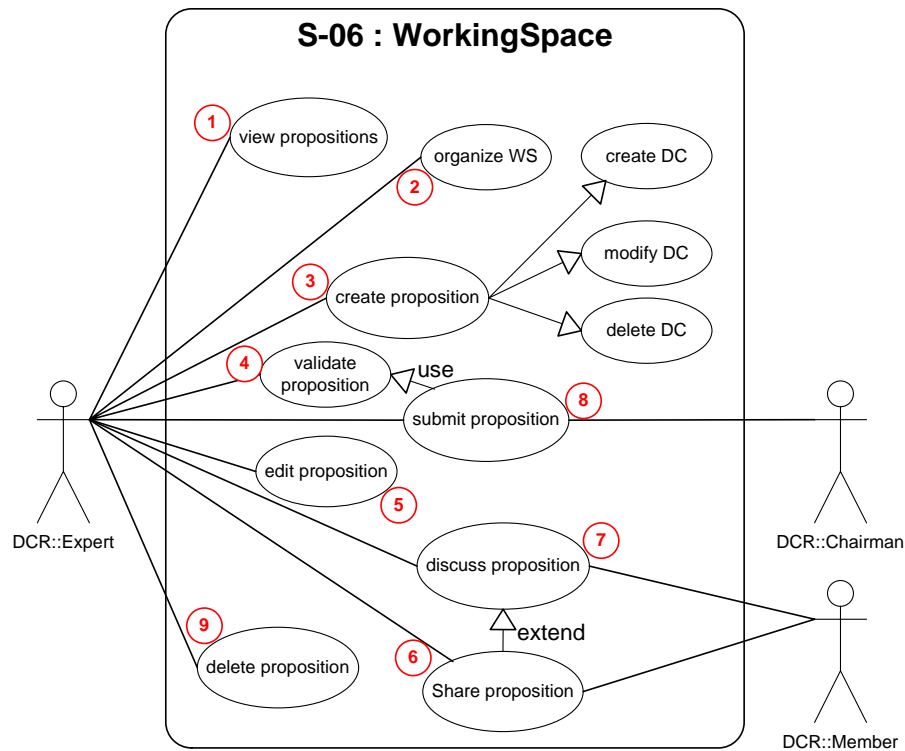 S-06 : WorkingSpace
1
view propositions
organize WS
2
create DC
modify DC
3
create proposition
delete DC
4
validate
proposition
use
submit proposition
8
edit proposition
5
DCR::Expert
DCR::Chairman
7
discuss proposition
extend
9
delete proposition
6
Share proposition
DCR::Member